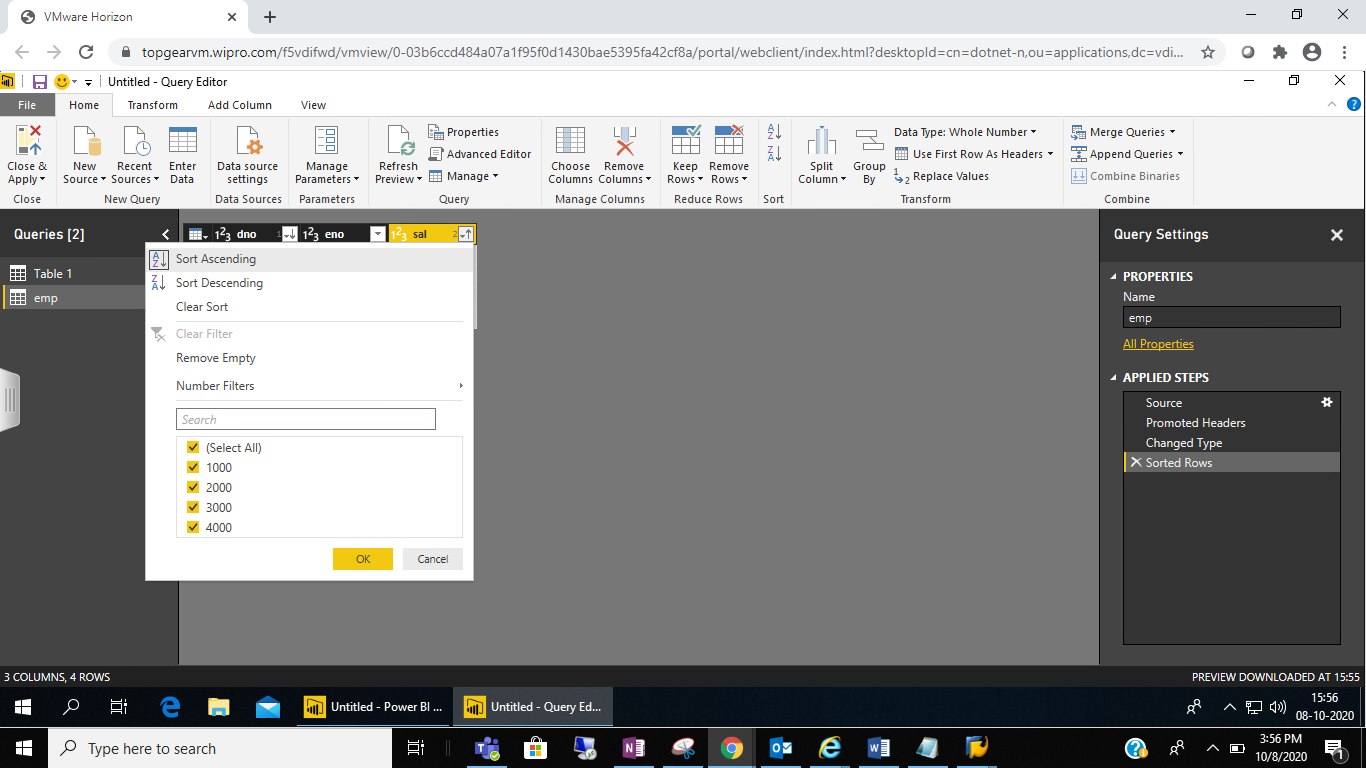 VMware Horizon
topgearvm.wipro.com/f5vdifwd/vmview/0-03b6ccd484a07a1f95f0d1430bae5395fa42cf8a/portal/webclient/index.html?desktopId=cn=dotnet-n,ou=applications,dc=vdi...
Untitled - Query Editor
File Home Transform Add Column View
Close & Apply
New Source
Recent Sources
Enter Data
Data source settings
Manage Parameters
Refresh Preview
Properties
Advanced Editor
Manage
Choose Columns
Remove Columns
Keep Rows
Remove Rows
Split Column
Group By
Data Type: Whole Number
Use First Row As Headers
Replace Values
Merge Queries
Append Queries
Combine Binaries
Close New Query Data Sources Parameters Query Manage Columns Reduce Rows Sort Transform Combine
Queries [2]
Table 1
emp
123 dno 1 123 eno 123 sal 2
Sort Ascending
Sort Descending
Clear Sort
Clear Filter
Remove Empty
Number Filters
Search
(Select All)
1000
2000
3000
4000
OK Cancel
Query Settings
PROPERTIES
Name
emp
All Properties
APPLIED STEPS
Source
Promoted Headers
Changed Type
Sorted Rows
3 COLUMNS, 4 ROWS PREVIEW DOWNLOADED AT 15:55
Untitled - Power BI ...
Untitled - Query Ed...
15:56
08-10-2020
Type here to search
3:56 PM
10/8/2020
1